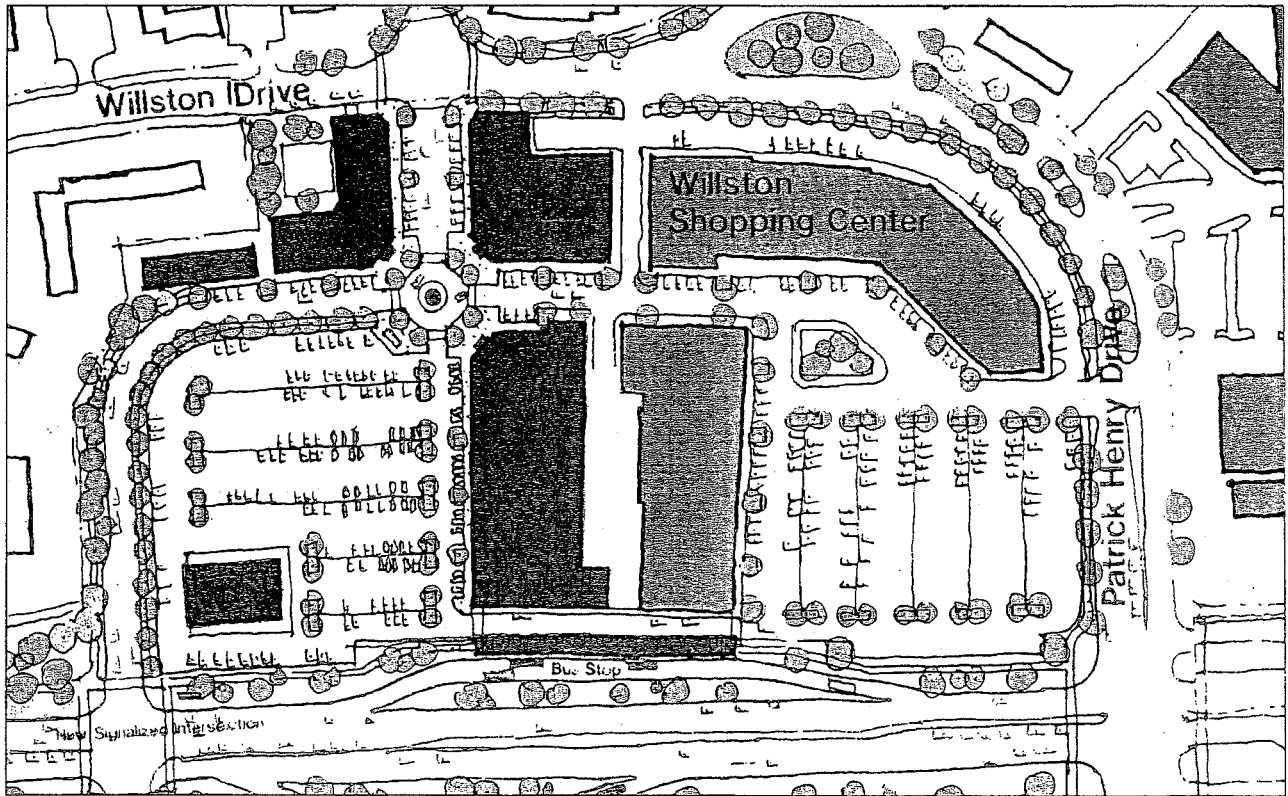 Willston IDrive
Willston
Shopping Center
Patrick Henry Drive
Bus Stop
New Signalized Intersection